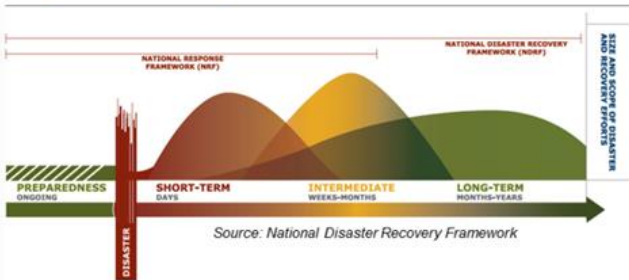 NATIONAL DISASTER RECOVERY
FRAMEWORK (NDRF)
NATIONAL RESPONSE
FRAMEWORK (NRF)
SIZE AND SCOPE OF DISASTER
AND RECOVERY EFFORTS
PREPAREDNESS
ONGOING
DISASTER
SHORT-TERM
DAYS
INTERMEDIATE
WEEKS-MONTHS
LONG-TERM
MONTHS-YEARS
Source: National Disaster Recovery Framework